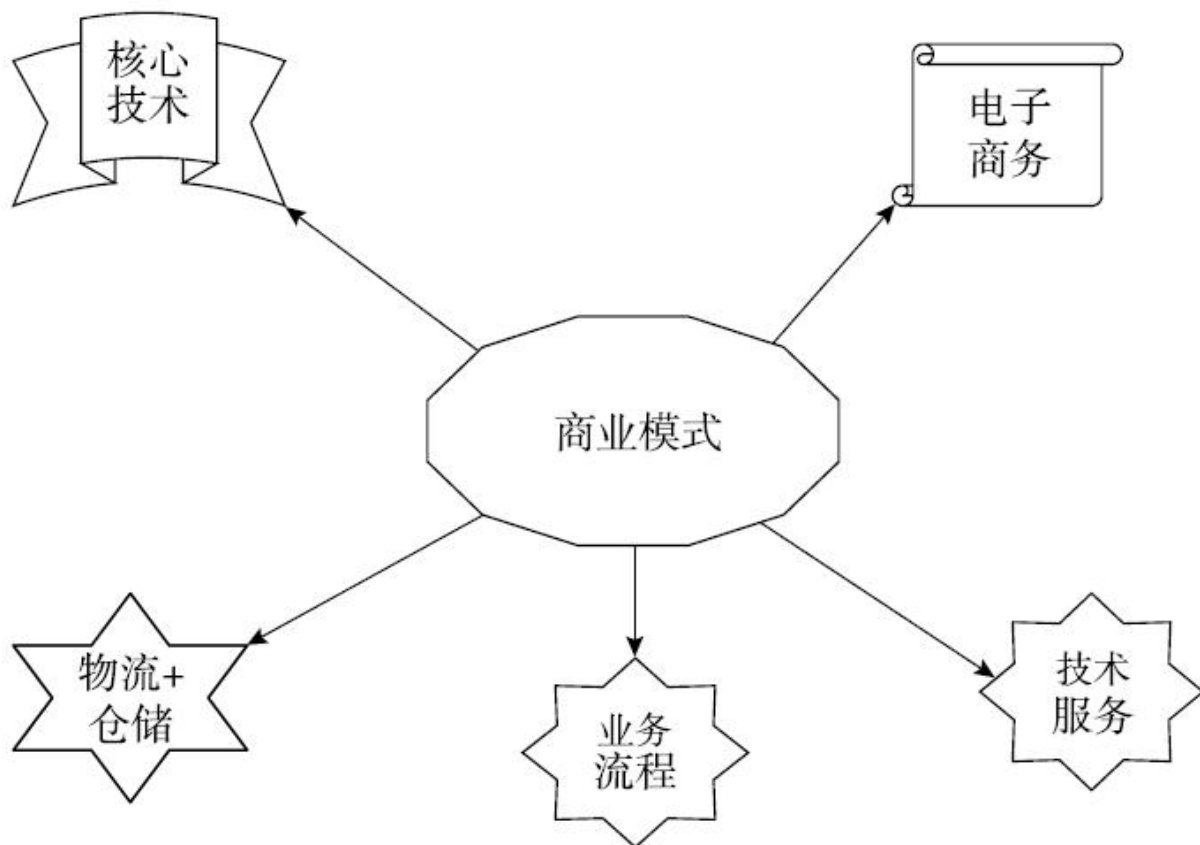 核心
技术
电子
商务
商业模式
物流+
仓储
业务
流程
技术
服务